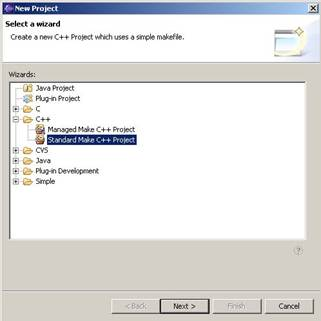 New Project
Select a wizard
Create a new C++ Project which uses a simple makefile.
Wizards:
Java Project
Plug-in Project
C
C++
Managed Make C++ Project
Standard Make C++ Project
CVS
Java
Plug-in Development
Simple
?
< Back
Next >
Finish
Cancel